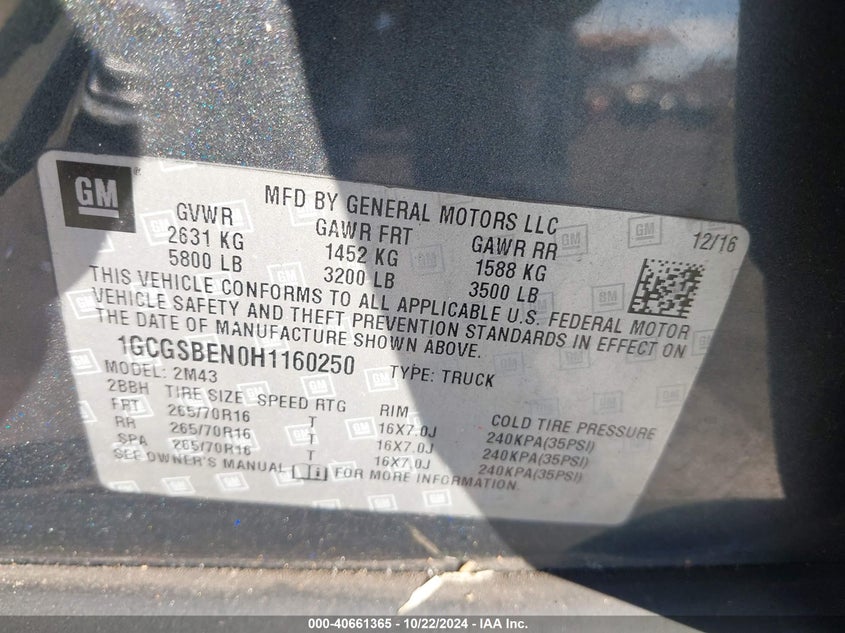 GM
MFD BY GENERAL MOTORS LLC
12/16
GVWR GAWR FRT GAWR RR
2631 KG 1452 KG 1588 KG
5800 LB 3200 LB 3500 LB
THIS VEHICLE CONFORMS TO ALL APPLICABLE U.S. FEDERAL MOTOR
VEHICLE SAFETY AND THEFT PREVENTION STANDARDS IN EFFECT ON
THE DATE OF MANUFACTURE SHOWN ABOVE.
1GCGSBEN0H1160250 TYPE: TRUCK
MODEL: 2M43
2BBH TIRE SIZE SPEED RTG RIM COLD TIRE PRESSURE
FRT 265/70R16 T 16X7.0J 240KPA(35PSI)
RR 265/70R16 T 16X7.0J 240KPA(35PSI)
SPA 265/70R16 T 16X7.0J 240KPA(35PSI)
SEE OWNER'S MANUAL FOR MORE INFORMATION.
000-40661365 - 10/22/2024 - IAA Inc.